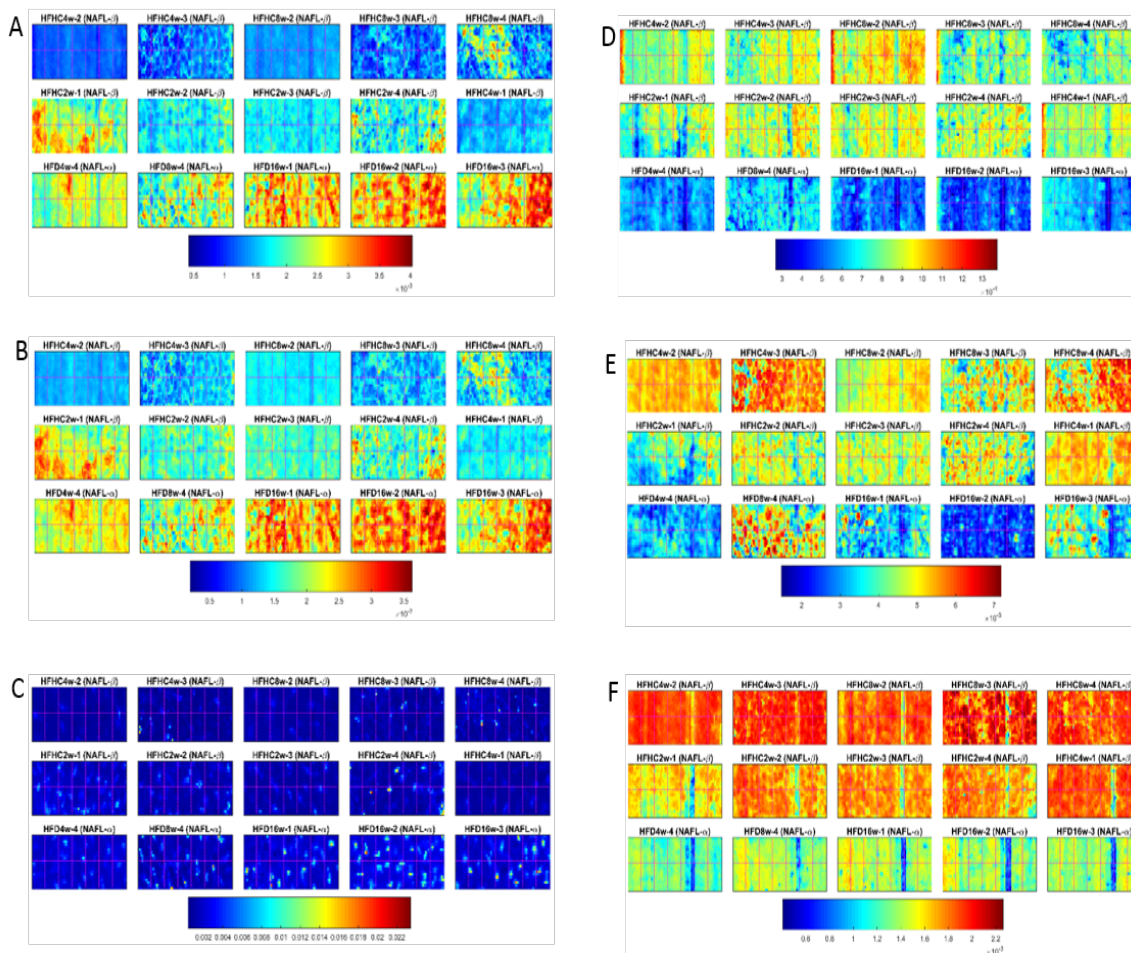 A
HFHC4w-2 (NAFL-β) HFHC4w-3 (NAFL-β) HFHC8w-2 (NAFL-β) HFHC8w-3 (NAFL-β) HFHC8w-4 (NAFL-β)
HFHC2w-1 (NAFL-β) HFHC2w-2 (NAFL-β) HFHC2w-3 (NAFL-β) HFHC2w-4 (NAFL-β) HFHC4w-1 (NAFL-β)
HFD4w-4 (NAFL-α) HFD8w-4 (NAFL-α) HFD16w-1 (NAFL-α) HFD16w-2 (NAFL-α) HFD16w-3 (NAFL-α)
0.5 1 1.5 2 2.5 3 3.5 4
B
HFHC4w-2 (NAFL-β) HFHC4w-3 (NAFL-β) HFHC8w-2 (NAFL-β) HFHC8w-3 (NAFL-β) HFHC8w-4 (NAFL-β)
HFHC2w-1 (NAFL-β) HFHC2w-2 (NAFL-β) HFHC2w-3 (NAFL-β) HFHC2w-4 (NAFL-β) HFHC4w-1 (NAFL-β)
HFD4w-4 (NAFL-α) HFD8w-4 (NAFL-α) HFD16w-1 (NAFL-α) HFD16w-2 (NAFL-α) HFD16w-3 (NAFL-α)
0.5 1 1.5 2 2.5 3 3.5
C
HFHC4w-2 (NAFL-β) HFHC4w-3 (NAFL-β) HFHC8w-2 (NAFL-β) HFHC8w-3 (NAFL-β) HFHC8w-4 (NAFL-β)
HFHC2w-1 (NAFL-β) HFHC2w-2 (NAFL-β) HFHC2w-3 (NAFL-β) HFHC2w-4 (NAFL-β) HFHC4w-1 (NAFL-β)
HFD4w-4 (NAFL-α) HFD8w-4 (NAFL-α) HFD16w-1 (NAFL-α) HFD16w-2 (NAFL-α) HFD16w-3 (NAFL-α)
0.002 0.004 0.006 0.008 0.01 0.012 0.014 0.016 0.018 0.02 0.022
D
HFHC4w-2 (NAFL-β) HFHC4w-3 (NAFL-β) HFHC8w-2 (NAFL-β) HFHC8w-3 (NAFL-β) HFHC8w-4 (NAFL-β)
HFHC2w-1 (NAFL-β) HFHC2w-2 (NAFL-β) HFHC2w-3 (NAFL-β) HFHC2w-4 (NAFL-β) HFHC4w-1 (NAFL-β)
HFD4w-4 (NAFL-α) HFD8w-4 (NAFL-α) HFD16w-1 (NAFL-α) HFD16w-2 (NAFL-α) HFD16w-3 (NAFL-α)
3 4 5 6 7 8 9 10 11 12 13
E
HFHC4w-2 (NAFL-β) HFHC4w-3 (NAFL-β) HFHC8w-2 (NAFL-β) HFHC8w-3 (NAFL-β) HFHC8w-4 (NAFL-β)
HFHC2w-1 (NAFL-β) HFHC2w-2 (NAFL-β) HFHC2w-3 (NAFL-β) HFHC2w-4 (NAFL-β) HFHC4w-1 (NAFL-β)
HFD4w-4 (NAFL-α) HFD8w-4 (NAFL-α) HFD16w-1 (NAFL-α) HFD16w-2 (NAFL-α) HFD16w-3 (NAFL-α)
2 3 4 5 6 7
F
HFHC4w-2 (NAFL-β) HFHC4w-3 (NAFL-β) HFHC8w-2 (NAFL-β) HFHC8w-3 (NAFL-β) HFHC8w-4 (NAFL-β)
HFHC2w-1 (NAFL-β) HFHC2w-2 (NAFL-β) HFHC2w-3 (NAFL-β) HFHC2w-4 (NAFL-β) HFHC4w-1 (NAFL-β)
HFD4w-4 (NAFL-α) HFD8w-4 (NAFL-α) HFD16w-1 (NAFL-α) HFD16w-2 (NAFL-α) HFD16w-3 (NAFL-α)
0.6 0.8 1 1.2 1.4 1.6 1.8 2 2.2